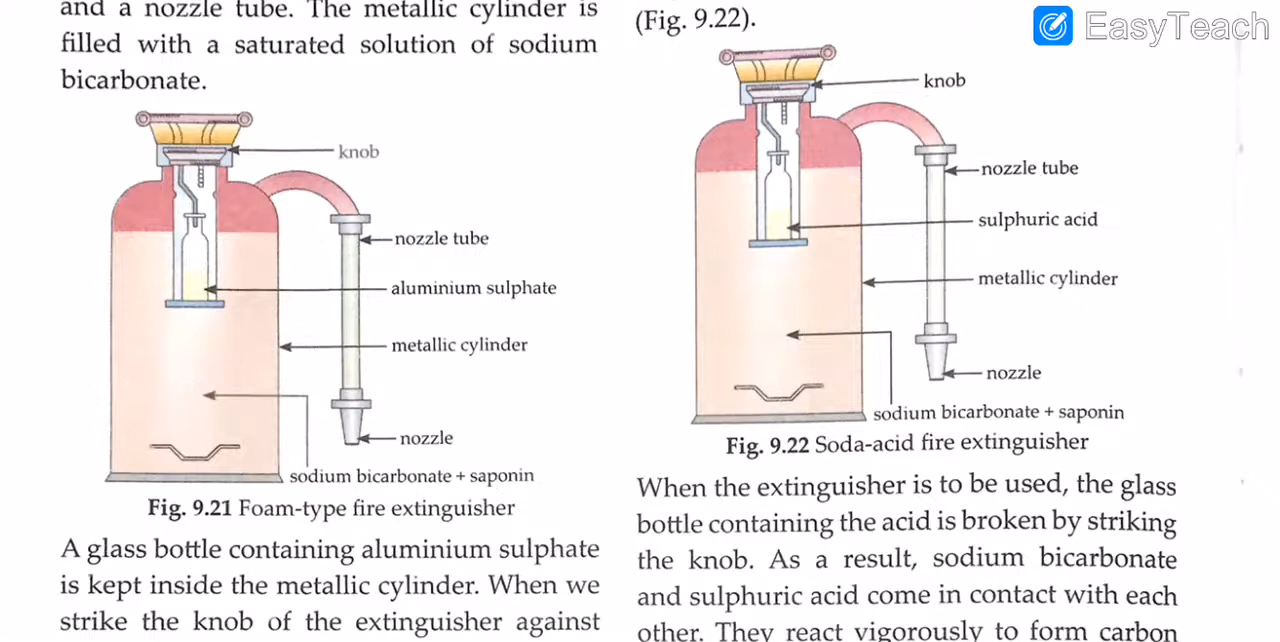 and a nozzle tube. The metallic cylinder is
filled with a saturated solution of sodium
bicarbonate.
knob
nozzle tube
aluminium sulphate
metallic cylinder
nozzle
sodium bicarbonate + saponin
Fig. 9.21 Foam-type fire extinguisher
A glass bottle containing aluminium sulphate
is kept inside the metallic cylinder. When we
strike the knob of the extinguisher against
(Fig. 9.22).
EasyTeach
knob
nozzle tube
sulphuric acid
metallic cylinder
nozzle
sodium bicarbonate + saponin
Fig. 9.22 Soda-acid fire extinguisher
When the extinguisher is to be used, the glass
bottle containing the acid is broken by striking
the knob. As a result, sodium bicarbonate
and sulphuric acid come in contact with each
other. They react vigorously to form carbon